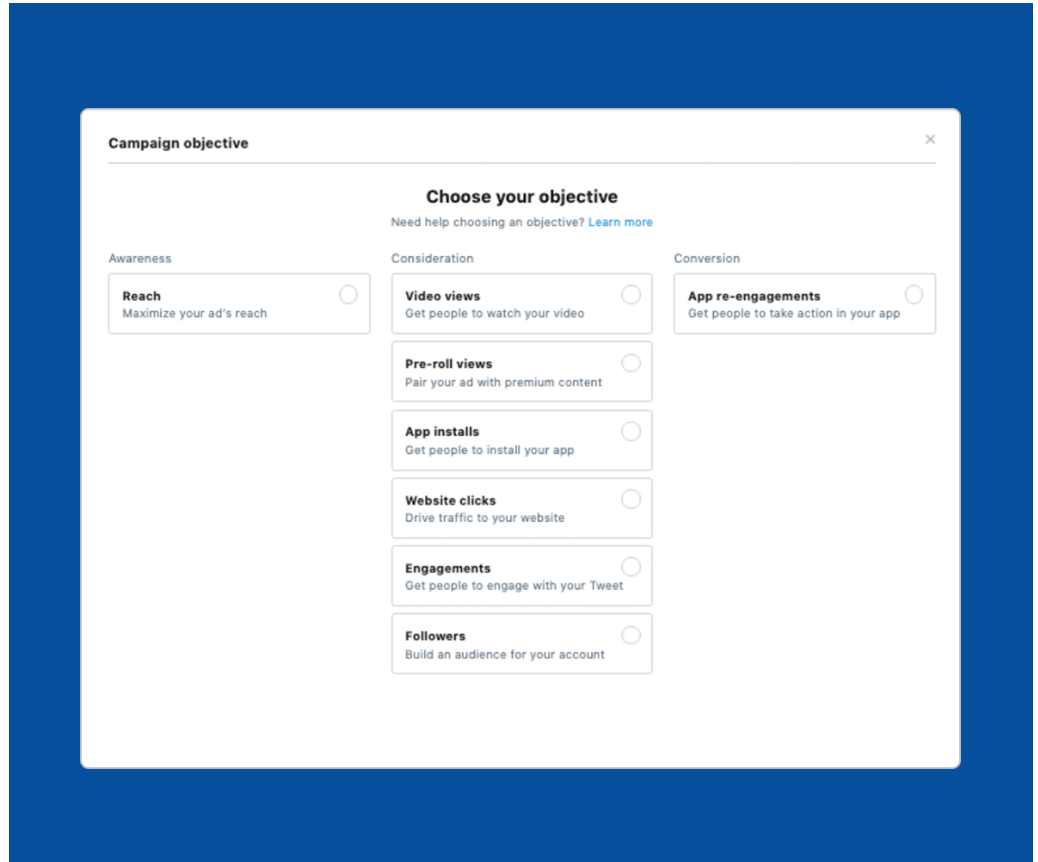 Campaign objective
×
Choose your objective
Need help choosing an objective? Learn more
Awareness
Reach
Maximize your ad's reach
Consideration
Video views
Get people to watch your video
Pre-roll views
Pair your ad with premium content
App installs
Get people to install your app
Website clicks
Drive traffic to your website
Engagements
Get people to engage with your Tweet
Followers
Build an audience for your account
Conversion
App re-engagements
Get people to take action in your app